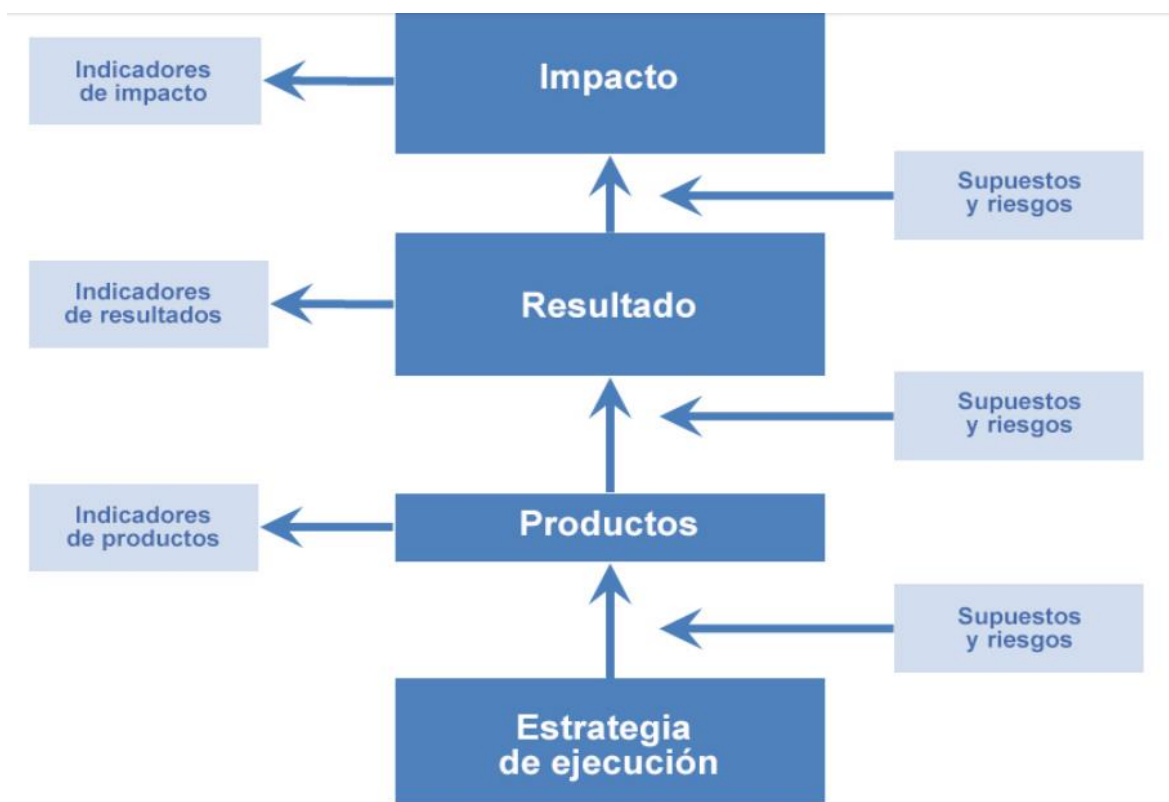 Indicadores
de impacto
Impacto
Supuestos
y riesgos
Indicadores
de resultados
Resultado
Supuestos
y riesgos
Indicadores
de productos
Productos
Supuestos
y riesgos
Estrategia
de ejecución